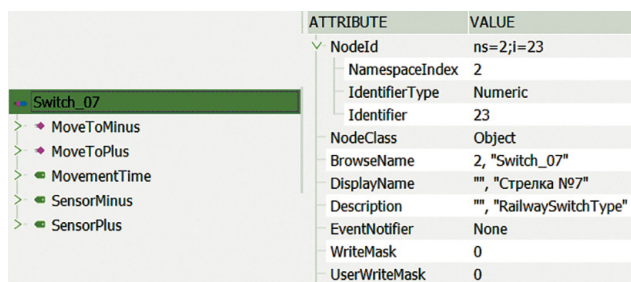 Switch_07
MoveToMinus
MoveToPlus
MovementTime
SensorMinus
SensorPlus
ATTRIBUTE VALUE
NodeId ns=2;i=23
NamespaceIndex 2
IdentifierType Numeric
Identifier 23
NodeClass Object
BrowseName 2, "Switch_07"
DisplayName "", "Стрелка №7"
Description "", "RailwaySwitchType"
EventNotifier None
WriteMask 0
UserWriteMask 0